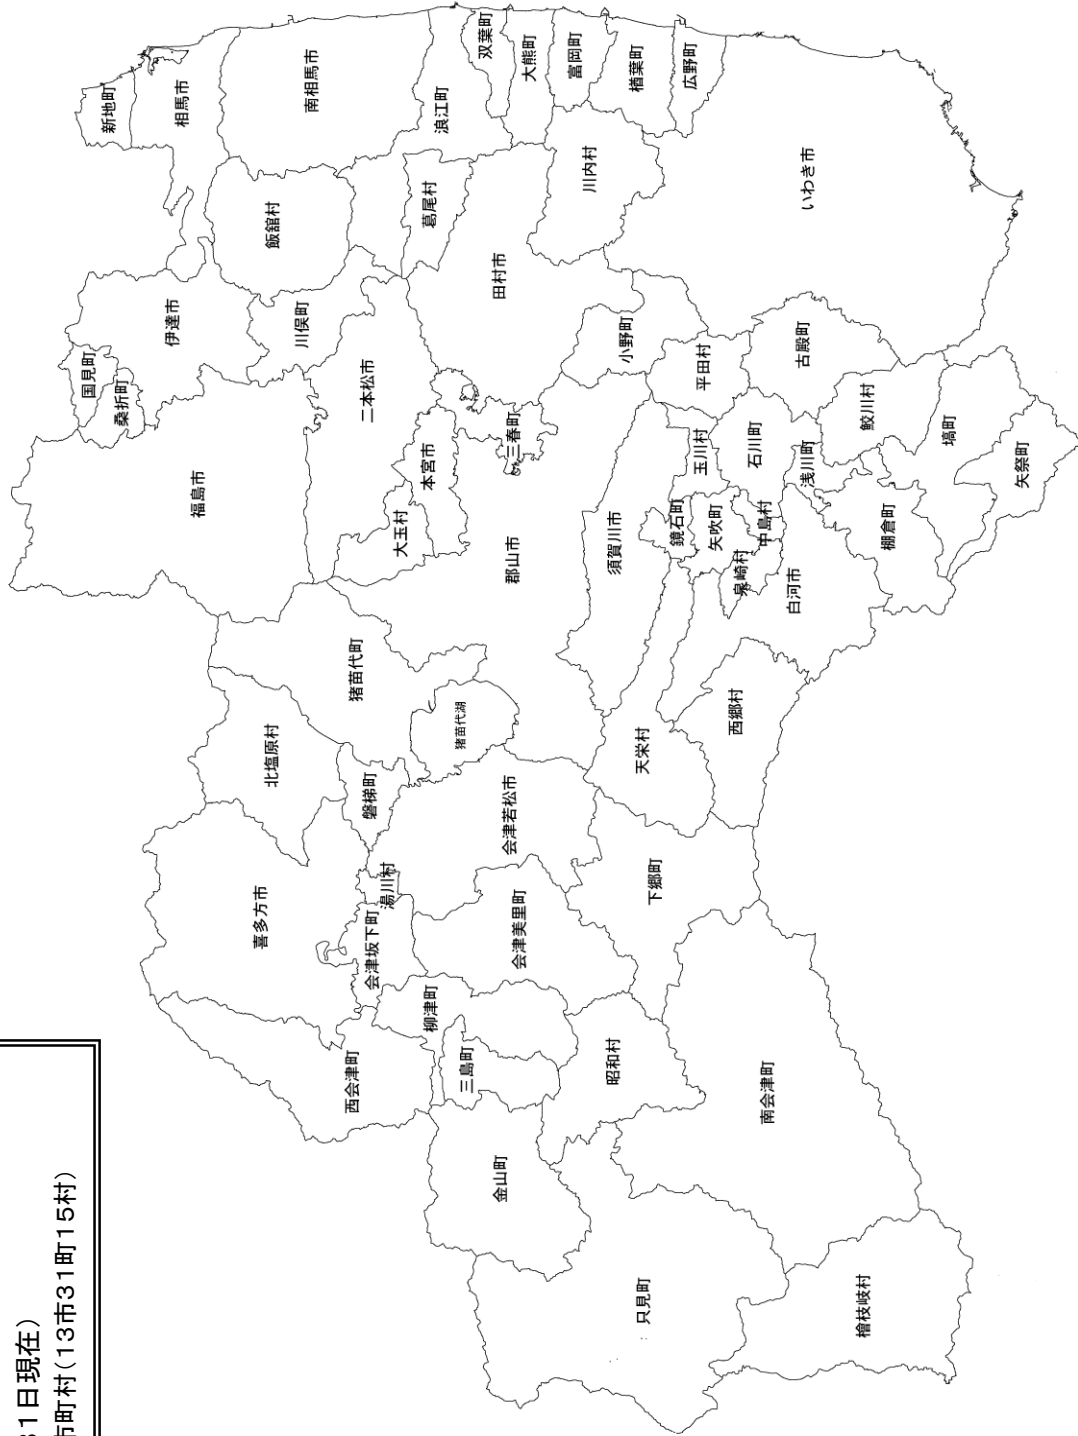 31日現在)
市町村(13市31町15村)
新地町
相馬市
南相馬市
浪江町
双葉町
大熊町
富岡町
楢葉町
広野町
飯舘村
葛尾村
川内村
いわき市
伊達市
国見町
桑折町
川俣町
田村市
小野町
平田村
古殿町
福島市
二本松市
大玉村
本宮市
三春町
郡山市
須賀川市
鏡石町
玉川村
矢吹町
石川町
中島村
泉崎村
浅川町
白河市
鮫川村
棚倉町
塙町
矢祭町
北塩原村
猪苗代町
猪苗代湖
磐梯町
天栄村
西郷村
喜多方市
湯川村
会津坂下町
会津若松市
会津美里町
下郷町
西会津町
柳津町
三島町
昭和村
南会津町
金山町
只見町
檜枝岐村